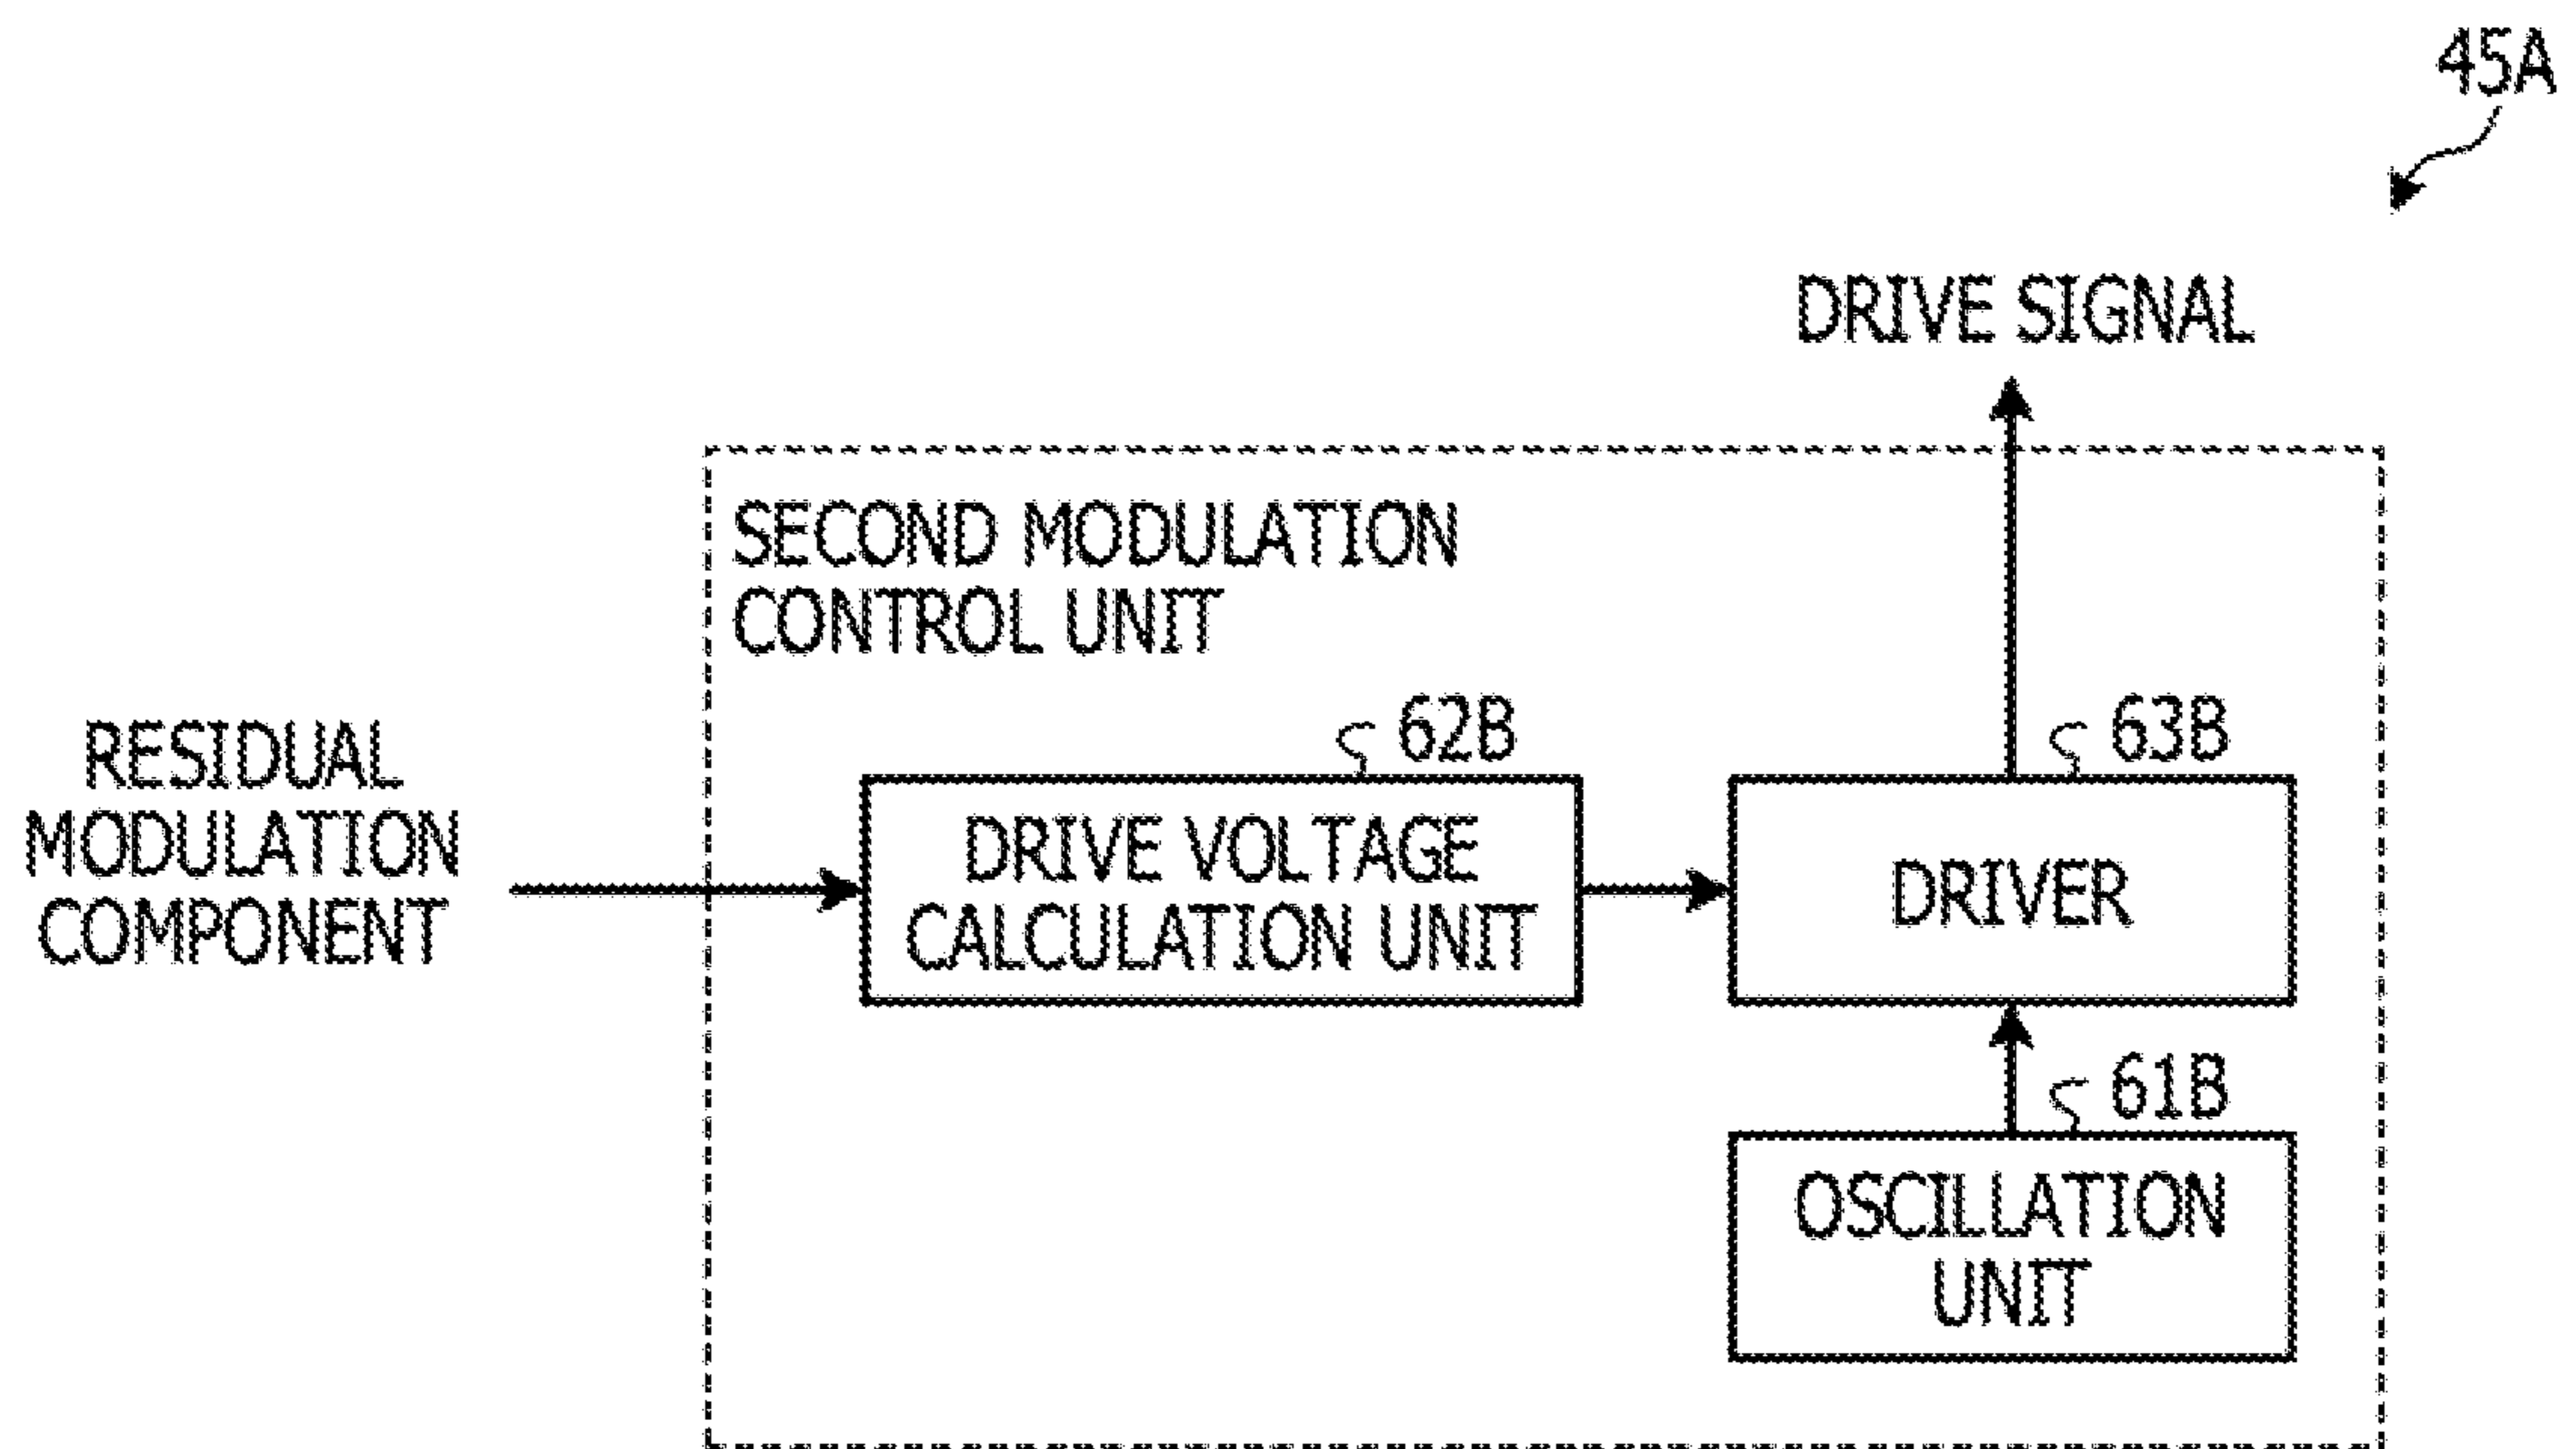 45A
DRIVE SIGNAL
SECOND MODULATION
CONTROL UNIT
RESIDUAL
MODULATION
COMPONENT
62B
DRIVE VOLTAGE
CALCULATION UNIT
63B
DRIVER
61B
OSCILLATION
UNIT